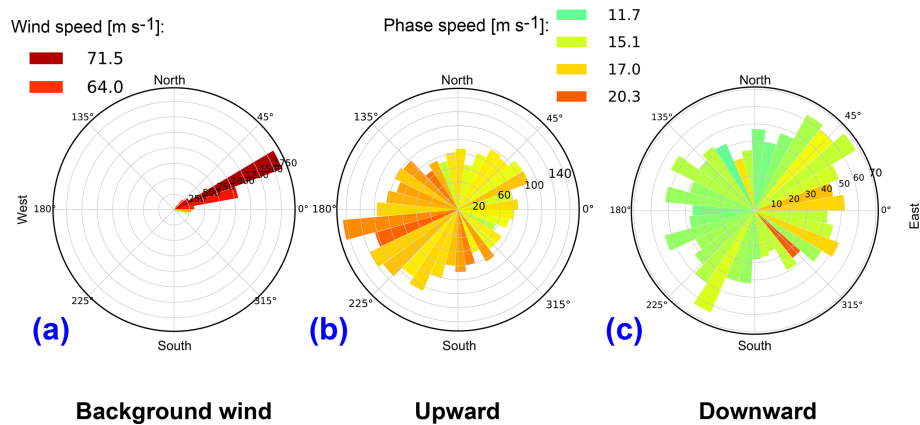 Wind speed [m s-1]:
71.5
64.0
Phase speed [m s-1]:
11.7
15.1
17.0
20.3
North
135°
45°
West
180°
0°
225°
315°
South
(a)
North
135°
45°
180°
0°
20
60
100
140
225°
315°
South
(b)
North
135°
45°
180°
0°
10
20
30
40
50
60
70
East
225°
315°
South
(c)
Background wind
Upward
Downward